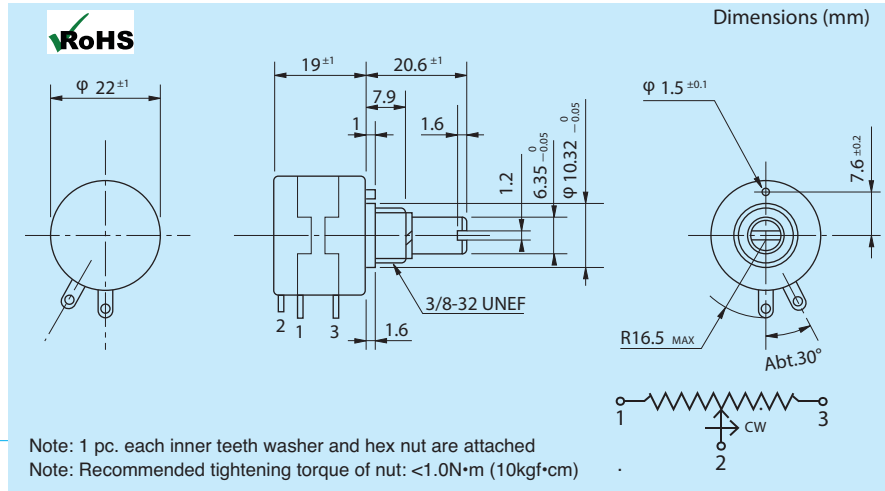 RoHS
Dimensions (mm)
φ 22 ±1
19 ±1
20.6 ±1
7.9
1
1.6
1.2
6.35 0 −0.05
φ 10.32 0 −0.05
φ 1.5 ±0.1
7.6 ±0.2
3/8-32 UNEF
2 1 3
1.6
R16.5 MAX
Abt.30°
1
3
CW
2
Note: 1 pc. each inner teeth washer and hex nut are attached
Note: Recommended tightening torque of nut: <1.0N•m (10kgf•cm)